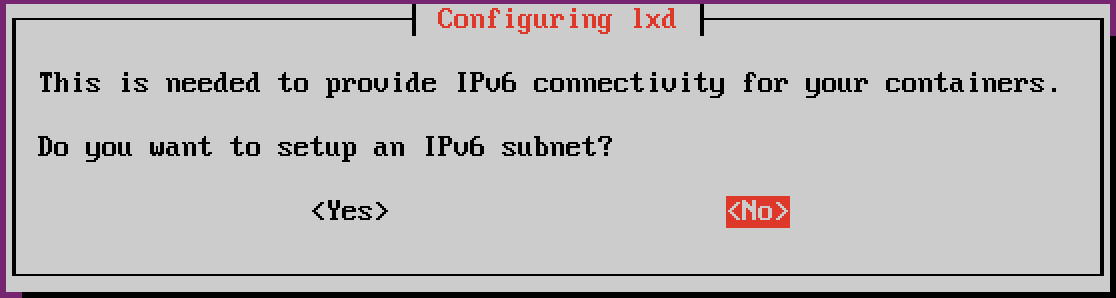 Configuring lxd
This is needed to provide IPv6 connectivity for your containers.
Do you want to setup an IPv6 subnet?
<Yes> <No>